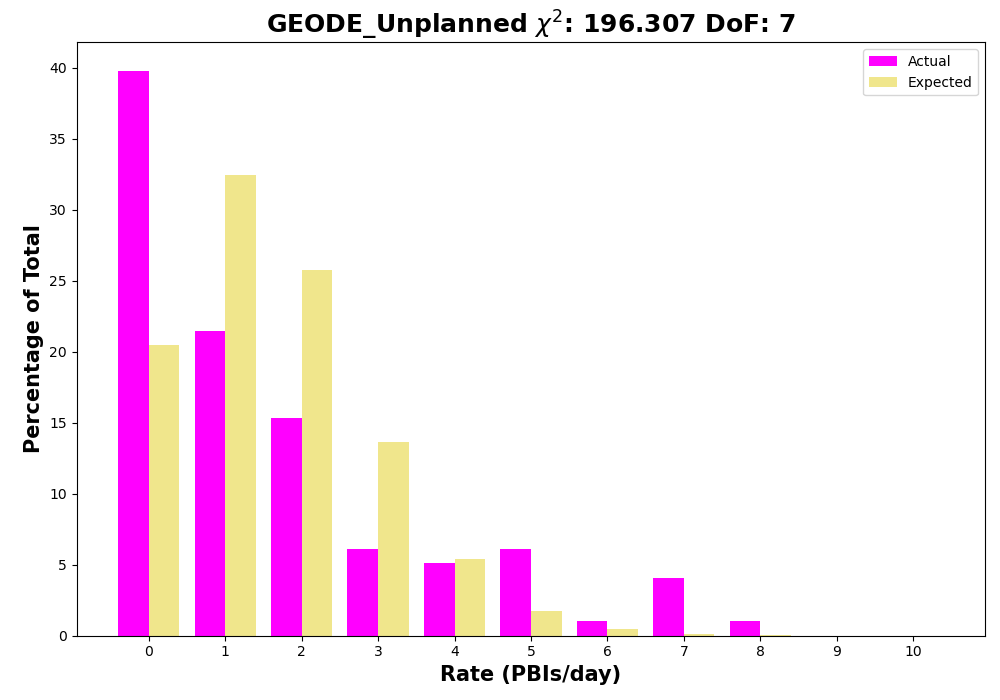 GEODE_Unplanned χ²: 196.307 DoF: 7
Actual
Expected
Percentage of Total
40
35
30
25
20
15
10
5
0
0 1 2 3 4 5 6 7 8 9 10
Rate (PBIs/day)